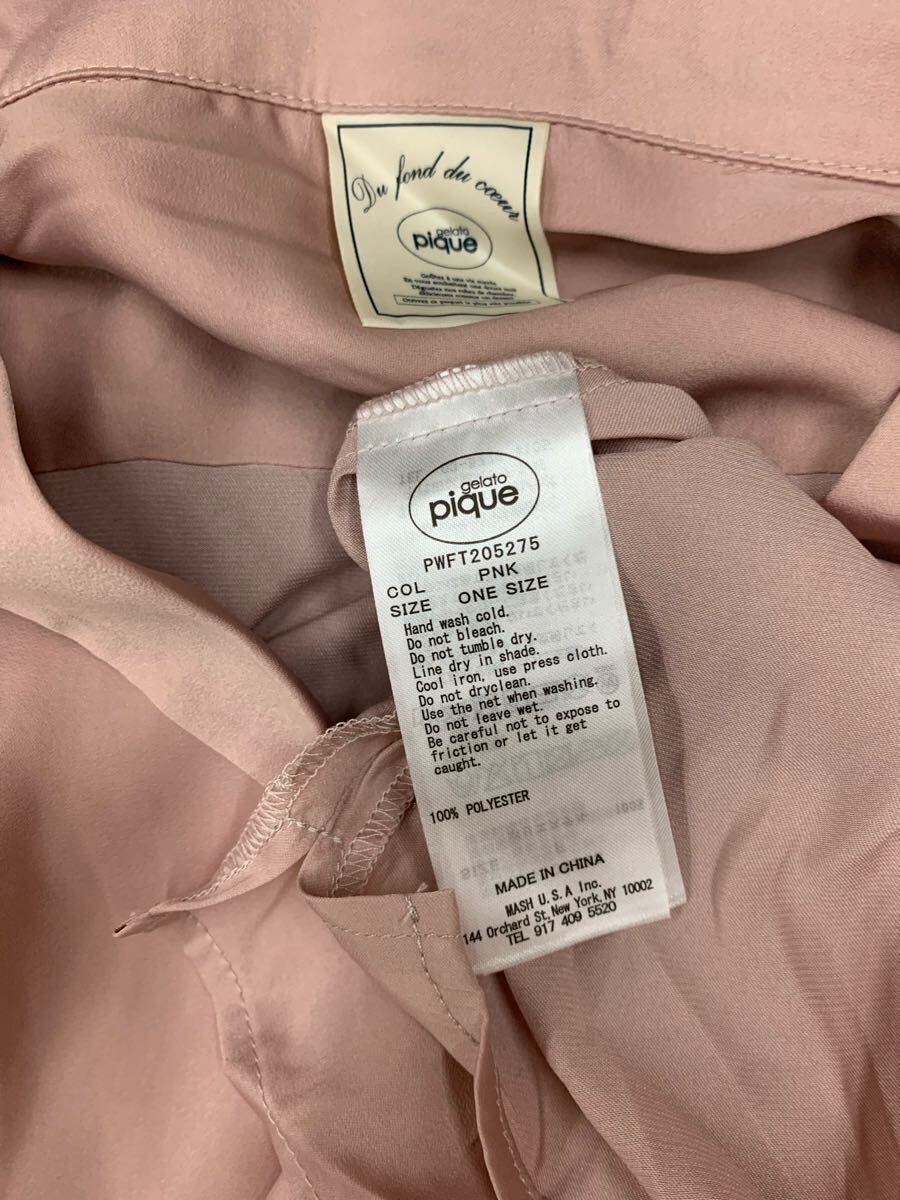 Du fond du cœur
gelato
pique
gelato
pique
PWFT205275
COL PNK
SIZE ONE SIZE
Hand wash cold.
Do not bleach.
Do not tumble dry.
Line dry in shade.
Cool iron, use press cloth.
Do not dryclean.
Use the net when washing.
Do not leave wet.
Be careful not to expose to
friction or let it get
caught.
100% POLYESTER
MADE IN CHINA
MASH U.S.A Inc.
144 Orchard St,New York,NY 10002
TEL 917 409 5520